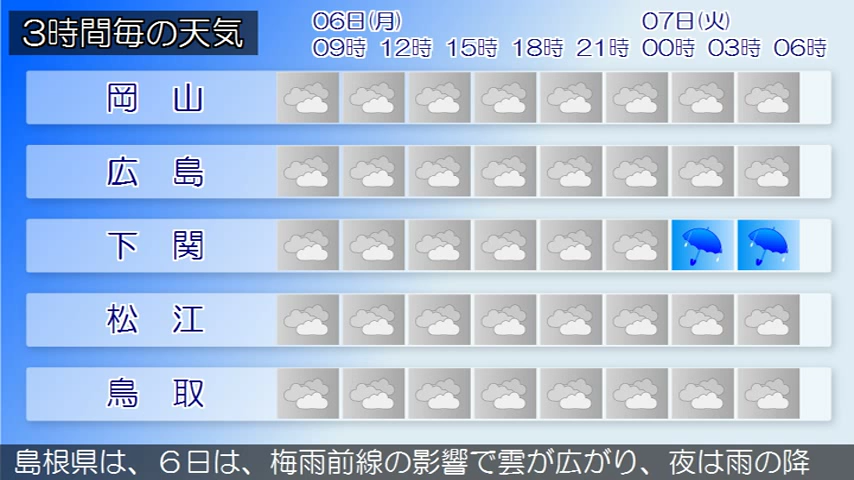 3時間毎の天気
06日(月) 07日(火)
09時 12時 15時 18時 21時 00時 03時 06時
岡 山
広 島
下 関
松 江
鳥 取
島根県は、６日は、梅雨前線の影響で雲が広がり、夜は雨の降